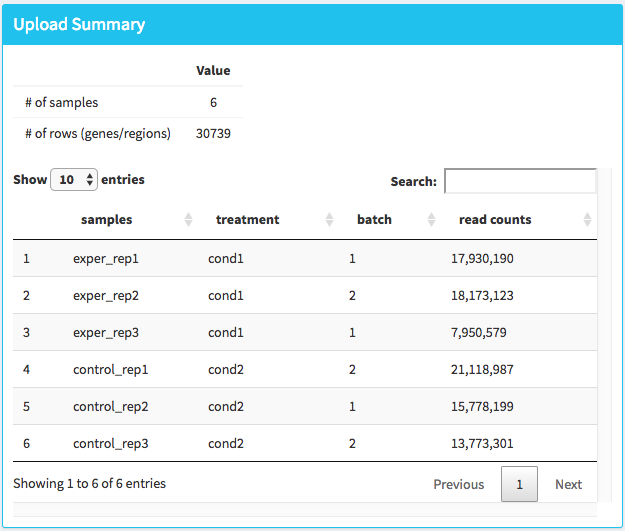 Upload Summary
Value
# of samples 6
# of rows (genes/regions) 30739
Show 10 entries Search:
samples treatment batch read counts
1 exper_rep1 cond1 1 17,930,190
2 exper_rep2 cond1 2 18,173,123
3 exper_rep3 cond1 1 7,950,579
4 control_rep1 cond2 2 21,118,987
5 control_rep2 cond2 1 15,778,199
6 control_rep3 cond2 2 13,773,301
Showing 1 to 6 of 6 entries Previous 1 Next